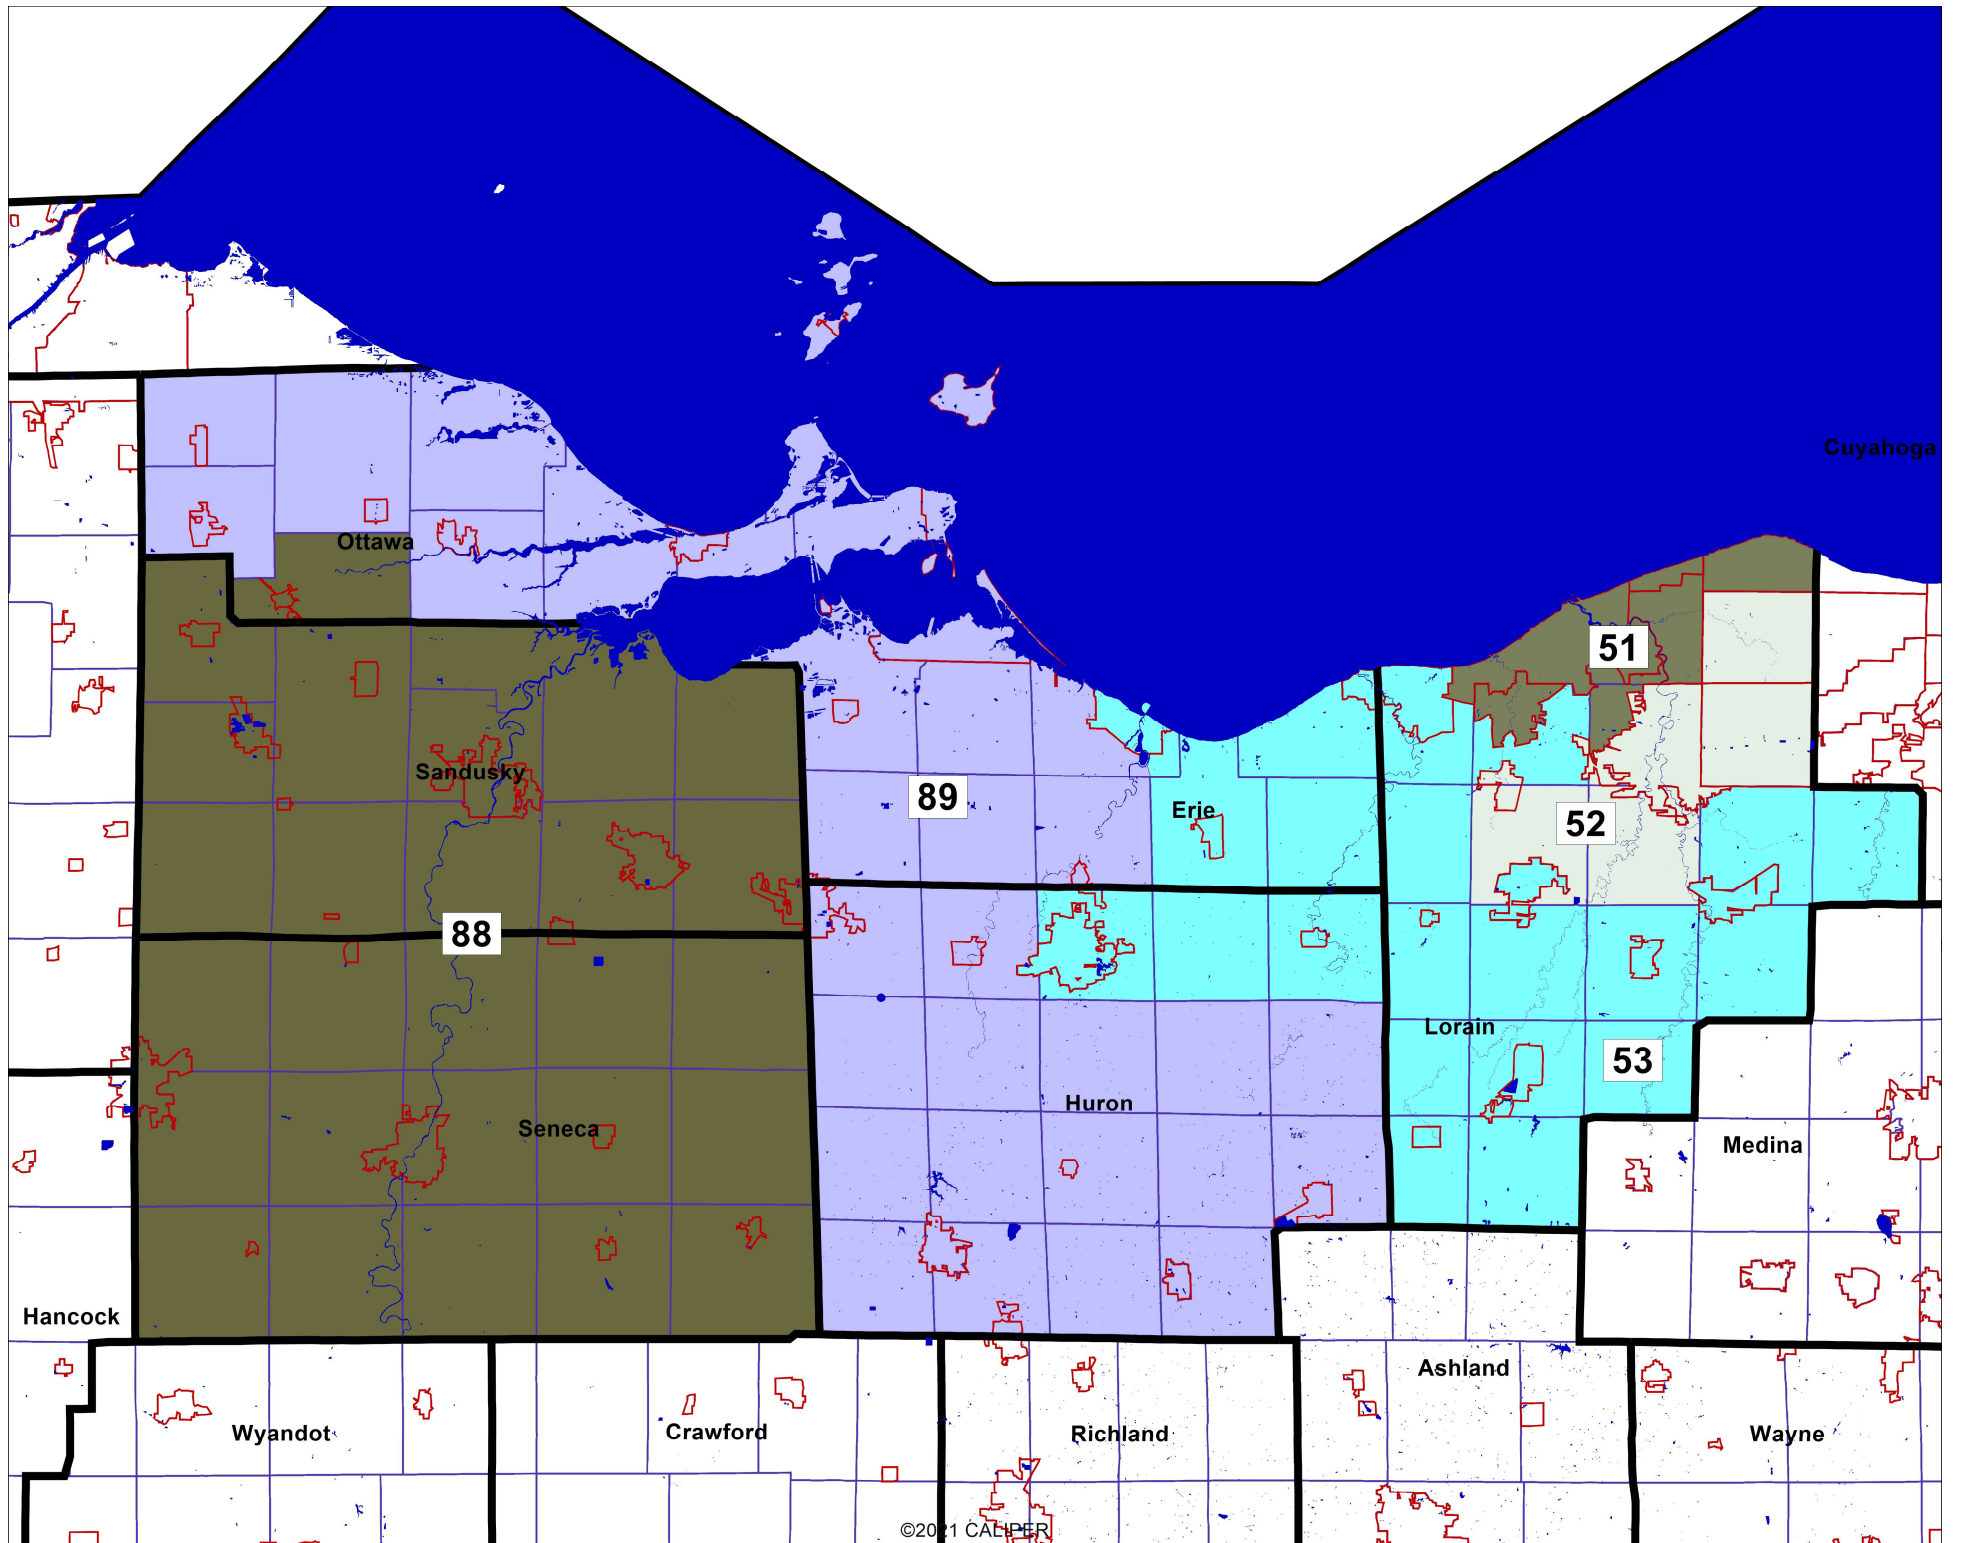 Cuyahoga
Ottawa
51
Sandusky
89
Erie
52
88
Lorain
53
Huron
Seneca
Medina
Hancock
Ashland
Wyandot
Crawford
Richland
Wayne
©2021 CALIPER